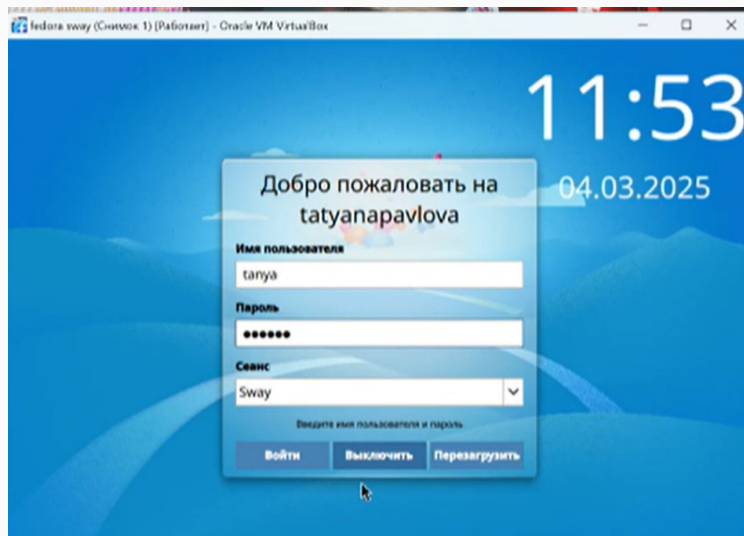 fedora sway (Снимок 1) [Работает] - Oracle VM VirtualBox
11:53
04.03.2025
Добро пожаловать на
tatyanapavlova
Имя пользователя
tanya
Пароль
●●●●●●
Сеанс
Sway
Введите имя пользователя и пароль
Войти Выключить Перезагрузить